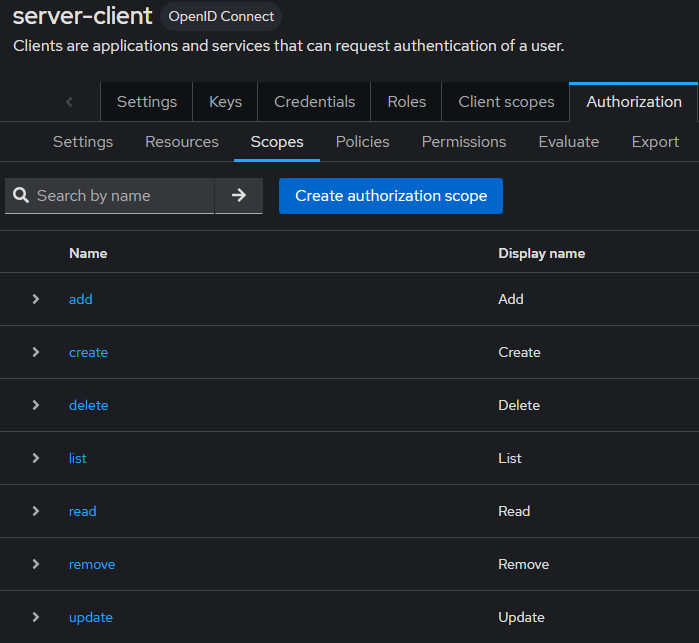 server-client OpenID Connect
Clients are applications and services that can request authentication of a user.
Settings Keys Credentials Roles Client scopes Authorization
Settings Resources Scopes Policies Permissions Evaluate Export
Search by name Create authorization scope
Name Display name
add Add
create Create
delete Delete
list List
read Read
remove Remove
update Update